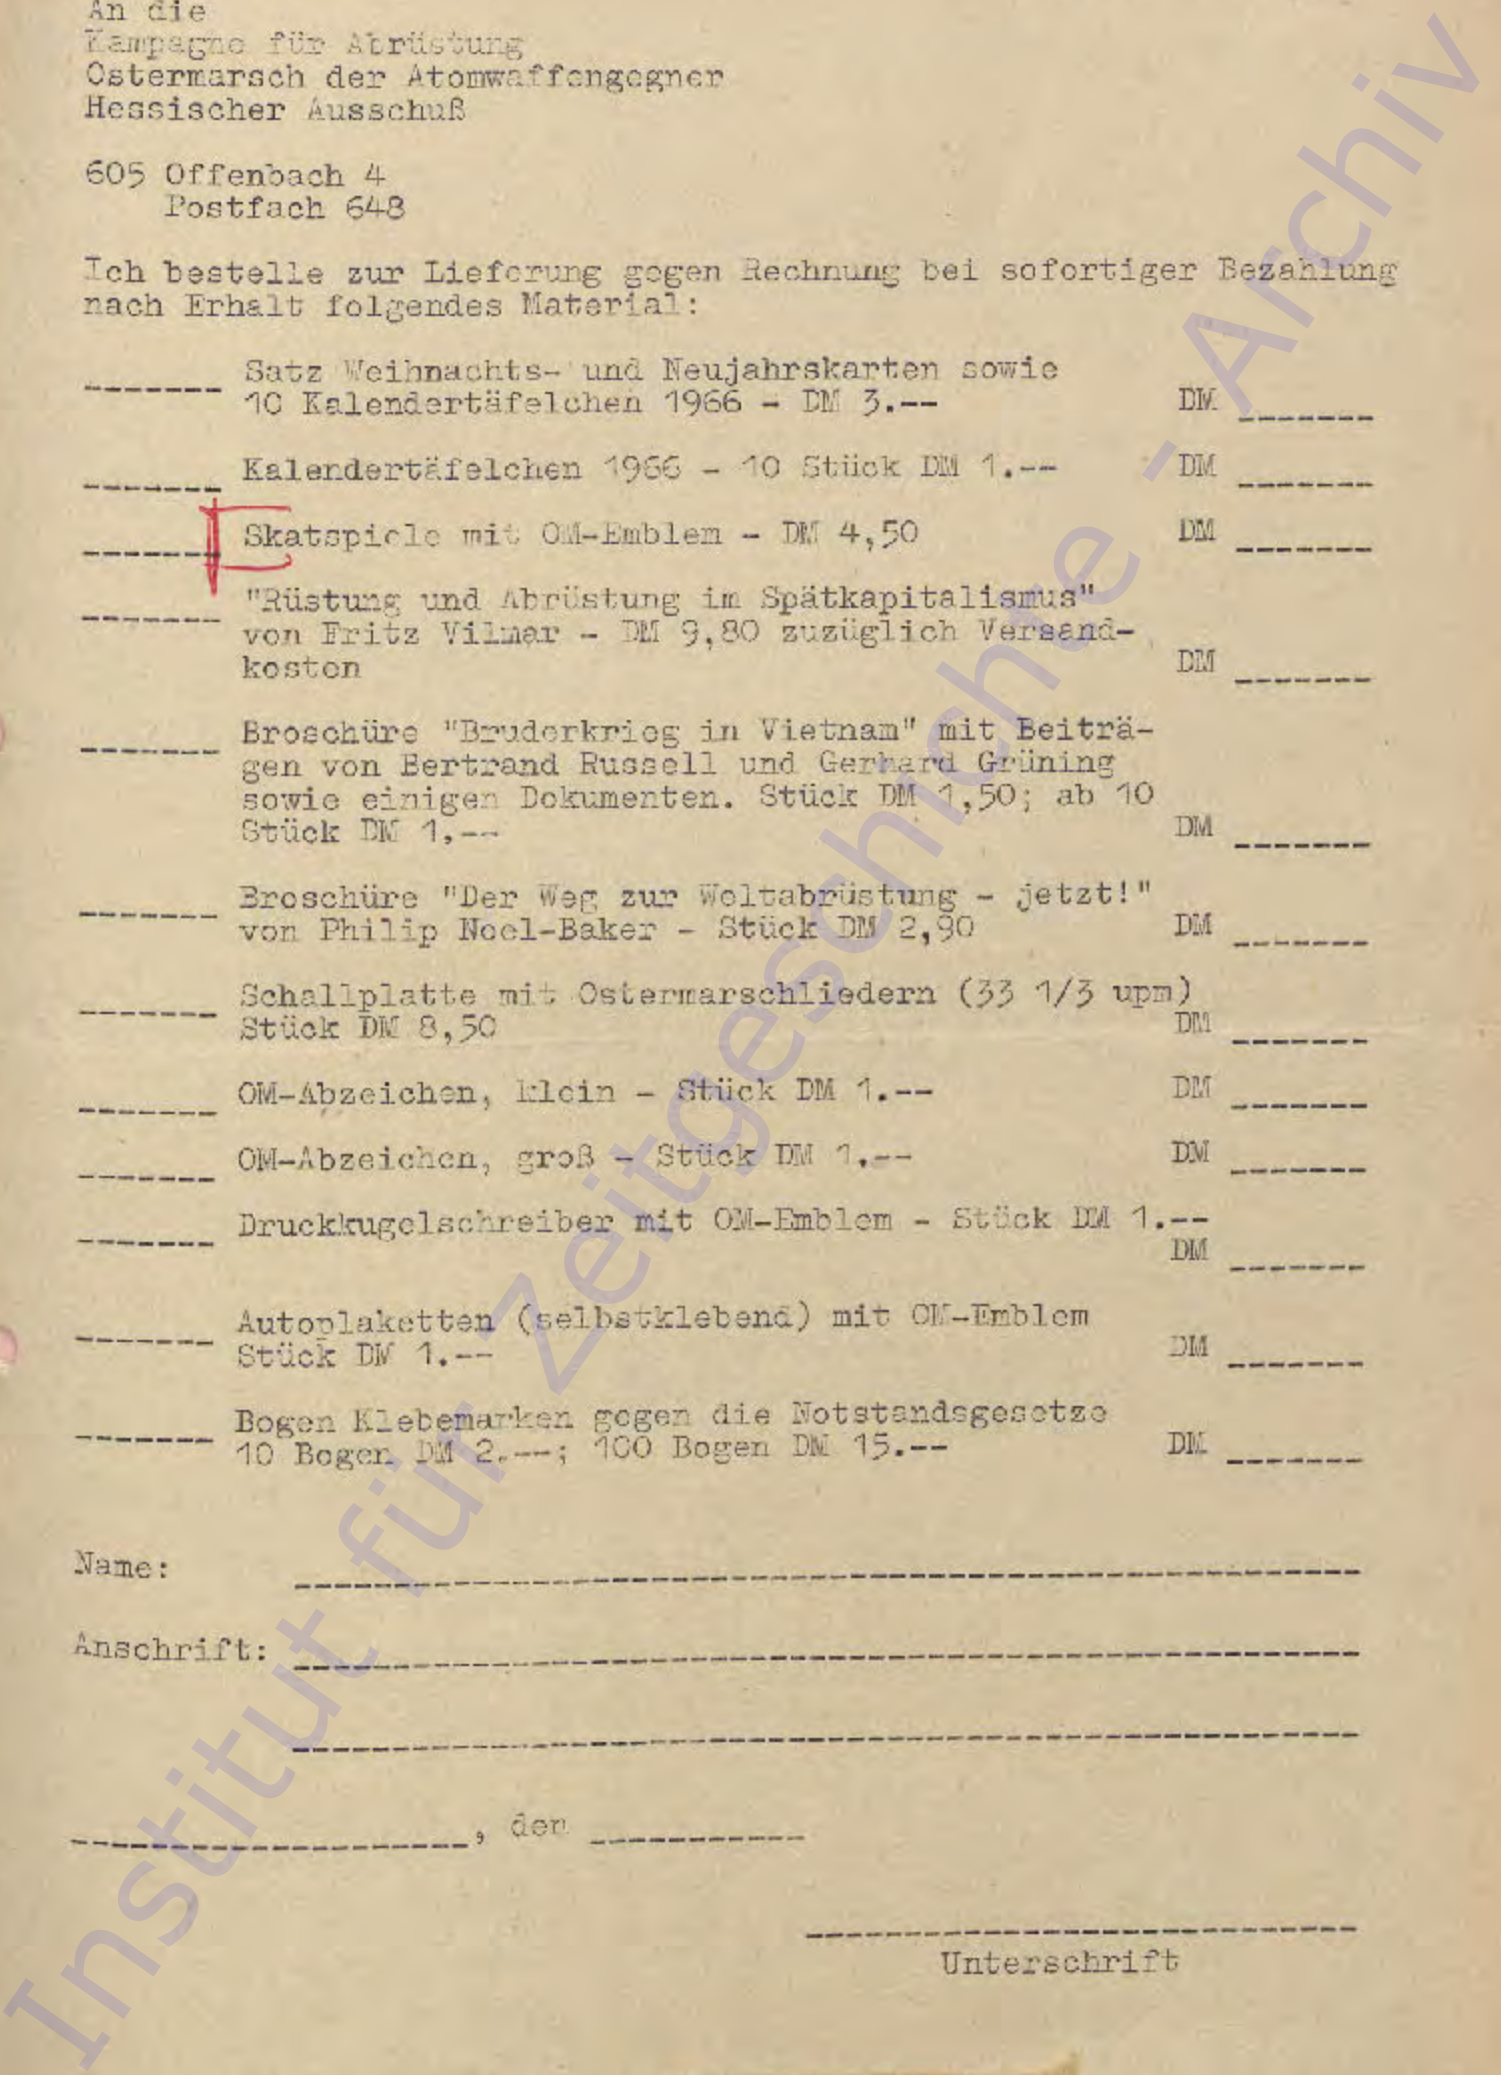 An die
Kampagne für Abrüstung
Ostermarsch der Atomwaffengegner
Hessischer Ausschuß
605 Offenbach 4
Postfach 648
Ich bestelle zur Lieferung gegen Rechnung bei sofortiger Bezahlung
nach Erhalt folgendes Material:
_______ Satz Weihnachts- und Neujahrskarten sowie
10 Kalendertäfelchen 1966 - DM 3.-- DM _______
_______ Kalendertäfelchen 1966 - 10 Stück DM 1.-- DM _______
_______ Skatspiele mit OM-Emblem - DM 4,50 DM _______
_______ "Rüstung und Abrüstung im Spätkapitalismus"
von Fritz Vilmar - DM 9,80 zuzüglich Versand-
kosten DM _______
_______ Broschüre "Bruderkrieg in Vietnam" mit Beiträ-
gen von Bertrand Russell und Gerhard Grüning
sowie einigen Dokumenten. Stück DM 1,50; ab 10
Stück DM 1,-- DM _______
_______ Broschüre "Der Weg zur Weltabrüstung - jetzt!"
von Philip Noel-Baker - Stück DM 2,90 DM _______
_______ Schallplatte mit Ostermarschliedern (33 1/3 upm)
Stück DM 8,50 DM _______
_______ OM-Abzeichen, klein - Stück DM 1.-- DM _______
_______ OM-Abzeichen, groß - Stück DM 1.-- DM _______
_______ Druckkugelschreiber mit OM-Emblem - Stück DM 1.--
DM _______
_______ Autoplaketten (selbstklebend) mit OM-Emblem
Stück DM 1.-- DM _______
_______ Bogen Klebemarken gegen die Notstandsgesetze
10 Bogen DM 2.--; 100 Bogen DM 15.-- DM _______
Name: _______
Anschrift: _______
_______
_______, den _______
_______
Unterschrift
Institut für Zeitgeschichte - Archiv